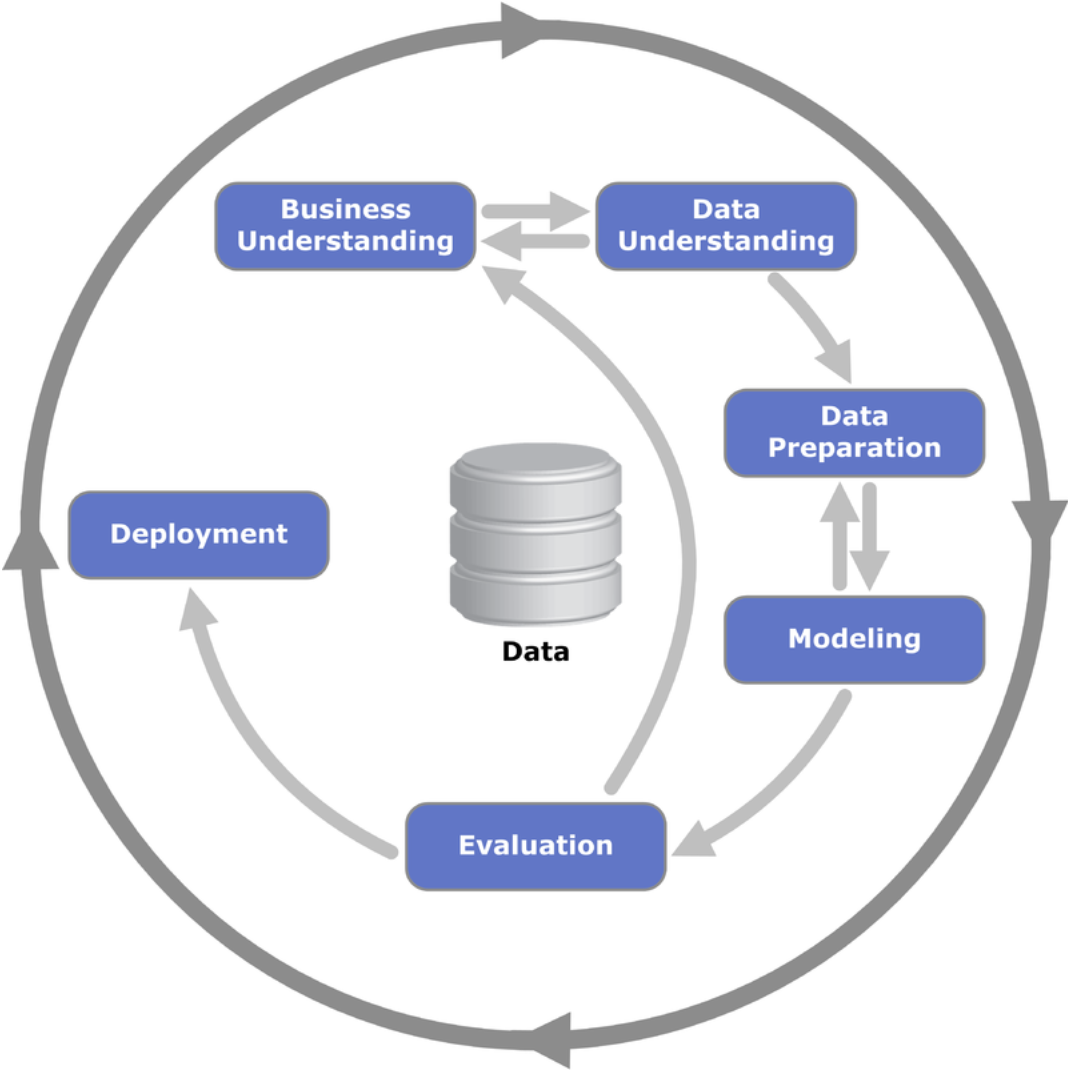 Business
Understanding
Data
Understanding
Data
Preparation
Deployment
Modeling
Data
Evaluation